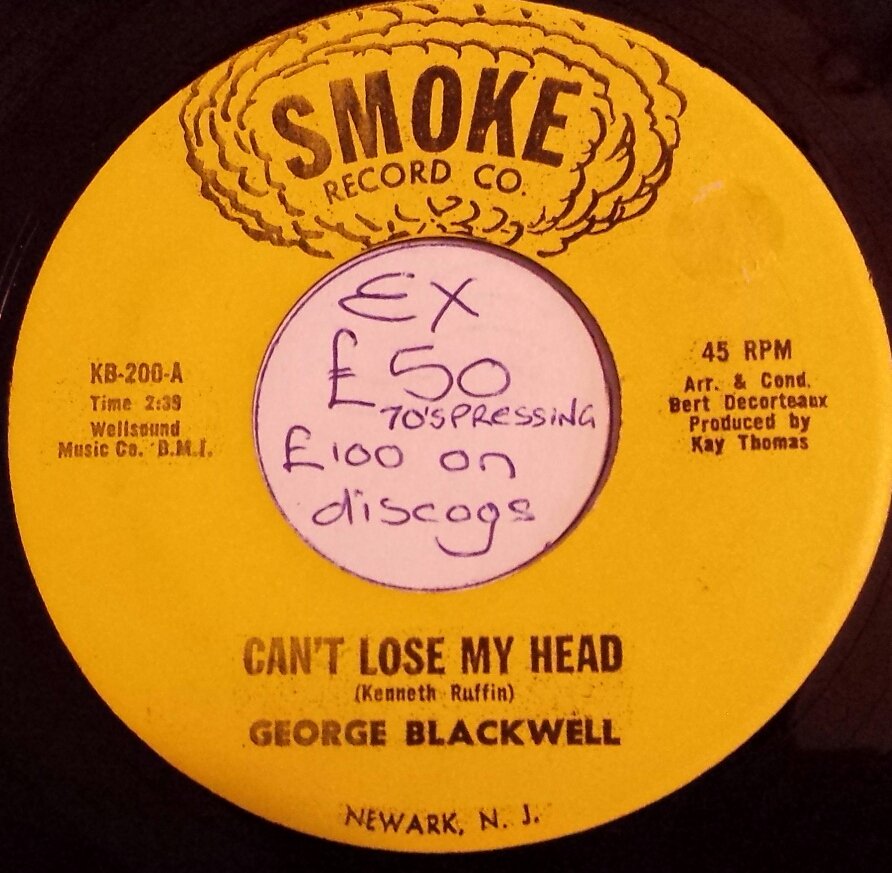 SMOKE
RECORD CO.
EX
£50
70'S PRESSING
£100 on
discogs
KB-200-A
Time 2:39
Wellsound
Music Co. B.M.I.
45 RPM
Arr. & Cond.
Bert Decorteaux
Produced by
Kay Thomas
CAN'T LOSE MY HEAD
(Kenneth Ruffin)
GEORGE BLACKWELL
NEWARK, N. J.